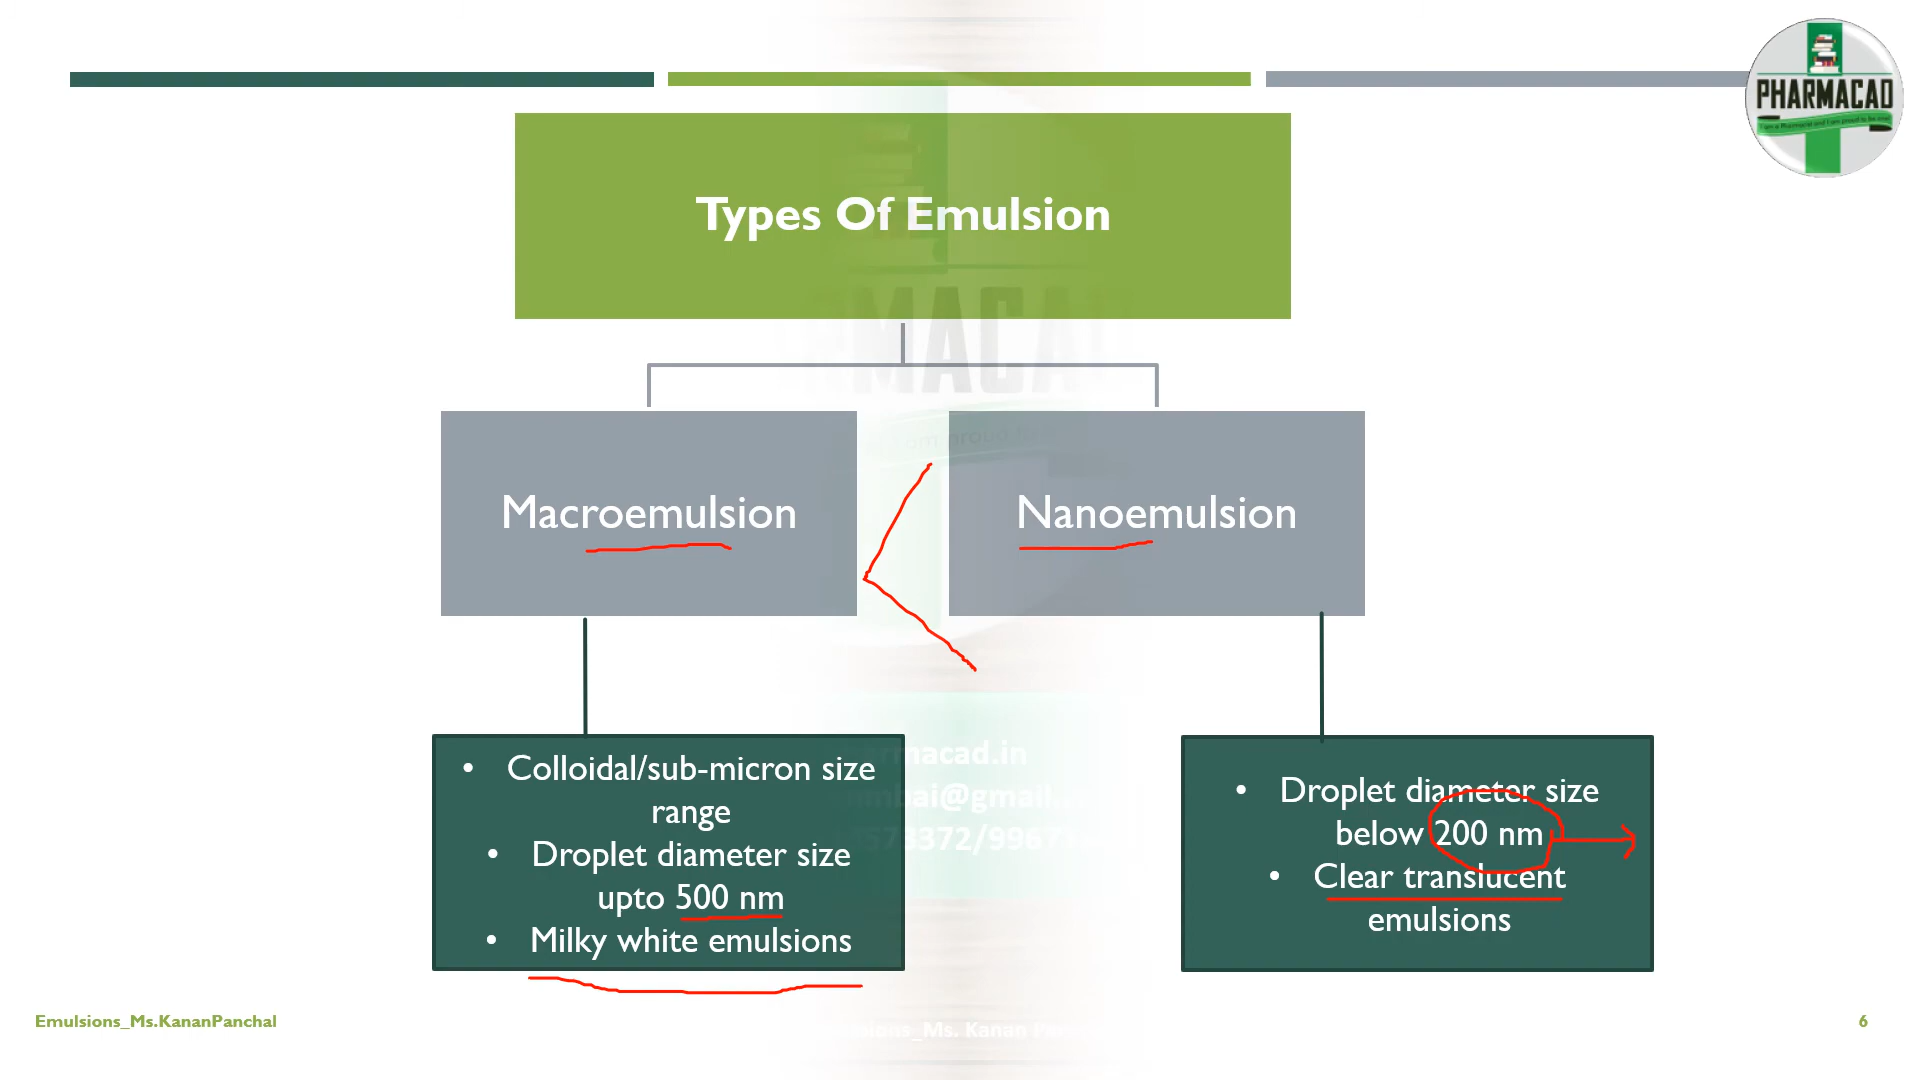 PHARMACAD
Types Of Emulsion
Macroemulsion
Nanoemulsion
• Colloidal/sub-micron size
range
• Droplet diameter size
upto 500 nm
• Milky white emulsions
• Droplet diameter size
below 200 nm
• Clear translucent
emulsions
Emulsions_Ms.KananPanchal
6